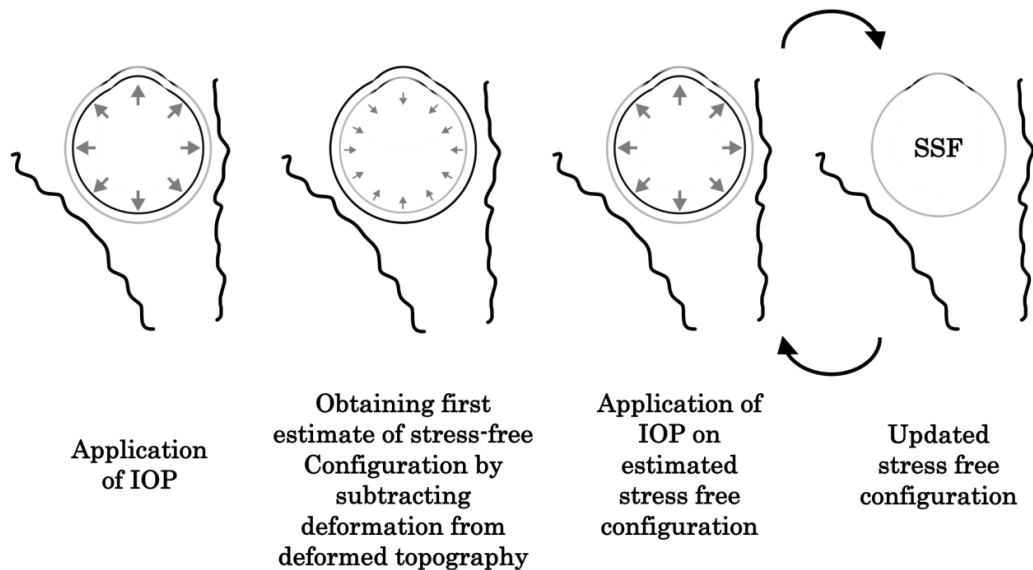 SSF
Application
of IOP
Obtaining first
estimate of stress-free
Configuration by
subtracting
deformation from
deformed topography
Application of
IOP on
estimated
stress free
configuration
Updated
stress free
configuration